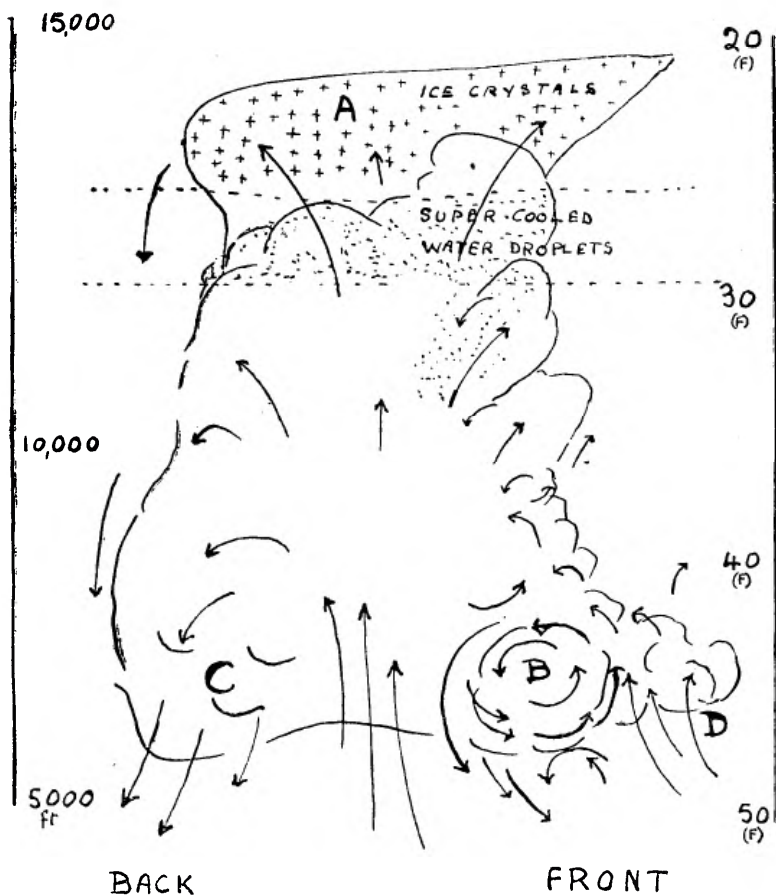 15,000
20
(F)
ICE CRYSTALS
A
SUPER-COOLED
WATER DROPLETS
30
(F)
10,000
40
(F)
C
B
D
5000
ft
50
(F)
BACK
FRONT